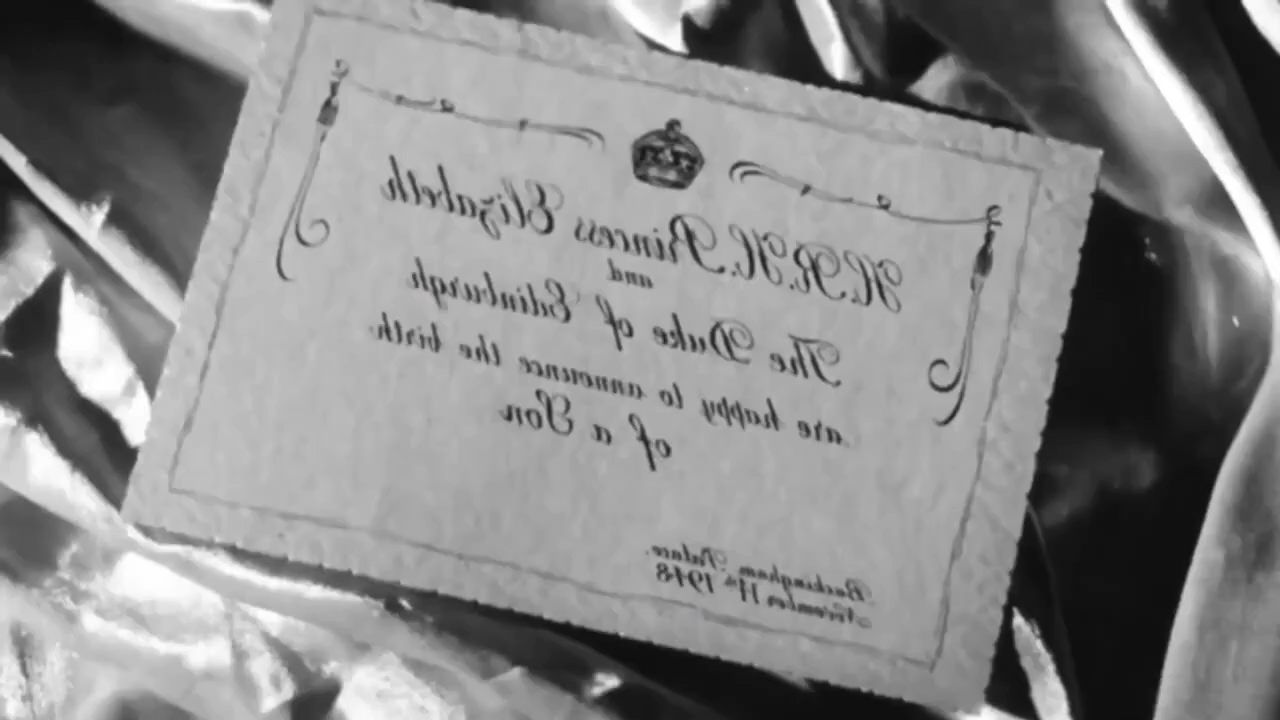 H.R.H. Princess Elizabeth
and
The Duke of Edinburgh
are happy to announce the birth
of a Son
Buckingham Palace.
November 14th 1948